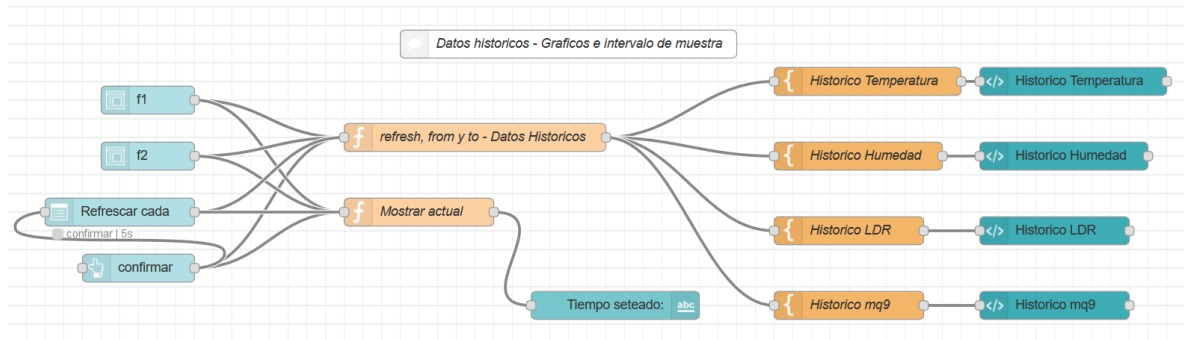 Datos historicos - Graficos e intervalo de muestra
f1
f2
Refrescar cada
confirmar | 5s
confirmar
refresh, from y to - Datos Historicos
Mostrar actual
Tiempo seteado: abc
Historico Temperatura
Historico Temperatura
Historico Humedad
Historico Humedad
Historico LDR
Historico LDR
Historico mq9
Historico mq9